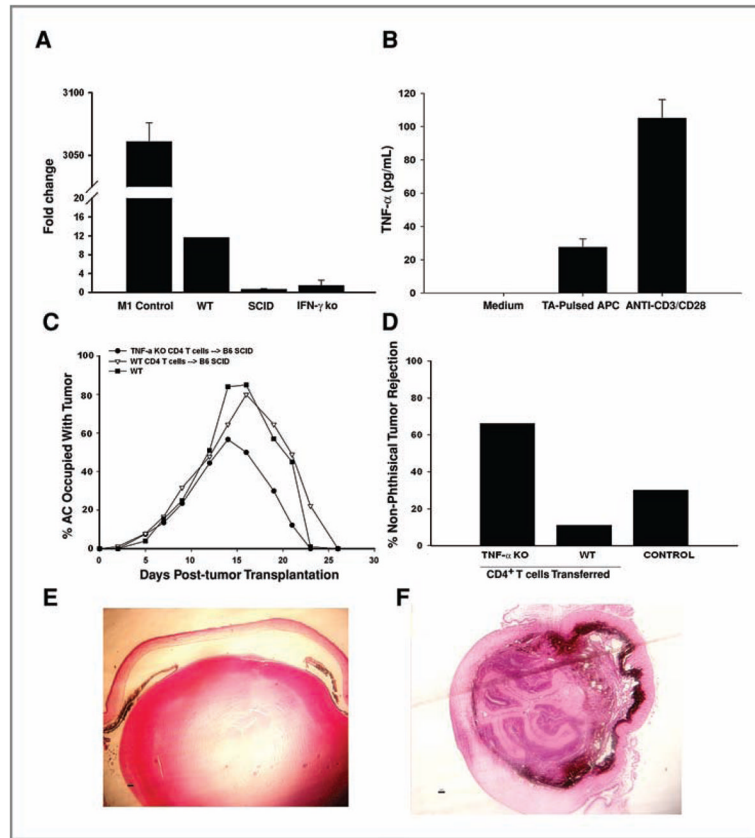 A
3100
3050
20
16
12
8
4
0
Fold change
M1 Control WT SCID IFN-γ ko
B
120
100
80
60
40
20
0
TNF-α (pg/mL)
Medium TA-Pulsed APC ANTI-CD3/CD28
C
TNF-a KO CD4 T cells --> B6 SCID
WT CD4 T cells --> B6 SCID
WT
100
80
60
40
20
0
% AC Occupied With Tumor
0 5 10 15 20 25 30
Days Post-tumor Transplantation
D
100
80
60
40
20
0
% Non-Phthisical Tumor Rejection
TNF-α KO WT CONTROL
CD4+ T cells Transferred
E
F